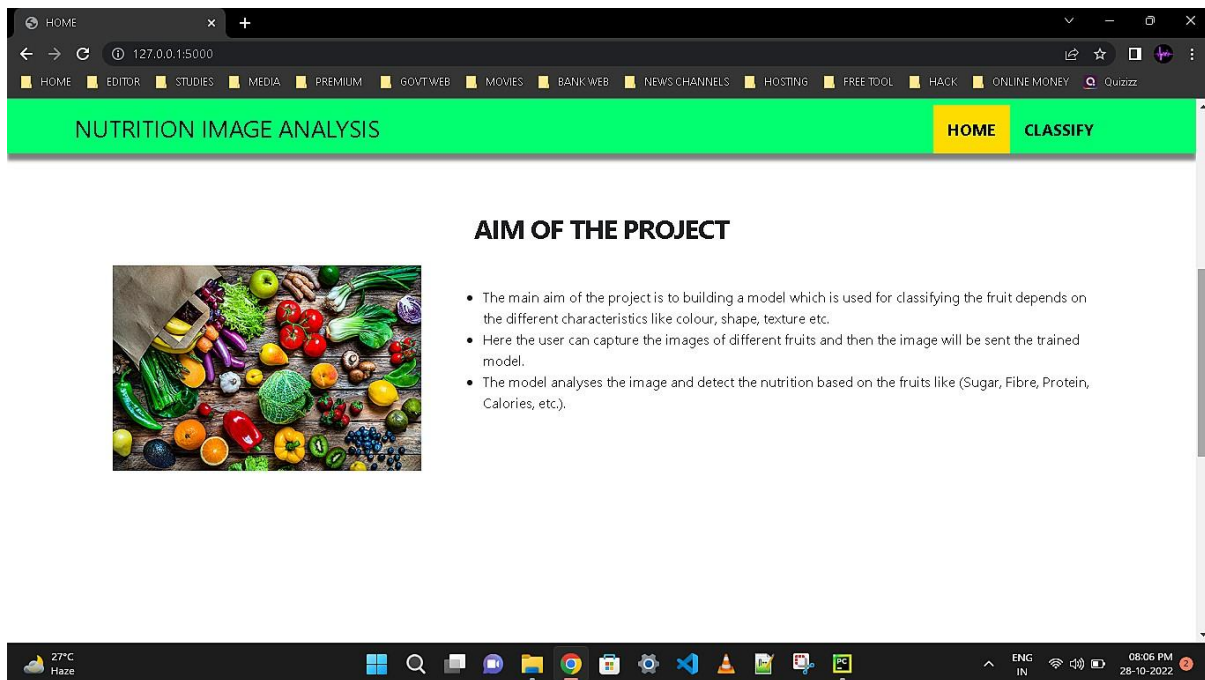 HOME
127.0.0.1:5000
HOME EDITOR STUDIES MEDIA PREMIUM GOVT.WEB MOVIES BANK WEB NEWS CHANNELS HOSTING FREE TOOL HACK ONLINE MONEY Quizizz
NUTRITION IMAGE ANALYSIS HOME CLASSIFY
AIM OF THE PROJECT
• The main aim of the project is to building a model which is used for classifying the fruit depends on
the different characteristics like colour, shape, texture etc.
• Here the user can capture the images of different fruits and then the image will be sent the trained
model.
• The model analyses the image and detect the nutrition based on the fruits like (Sugar, Fibre, Protein,
Calories, etc.).
27°C
Haze
PC
ENG
IN
08:06 PM
28-10-2022
2